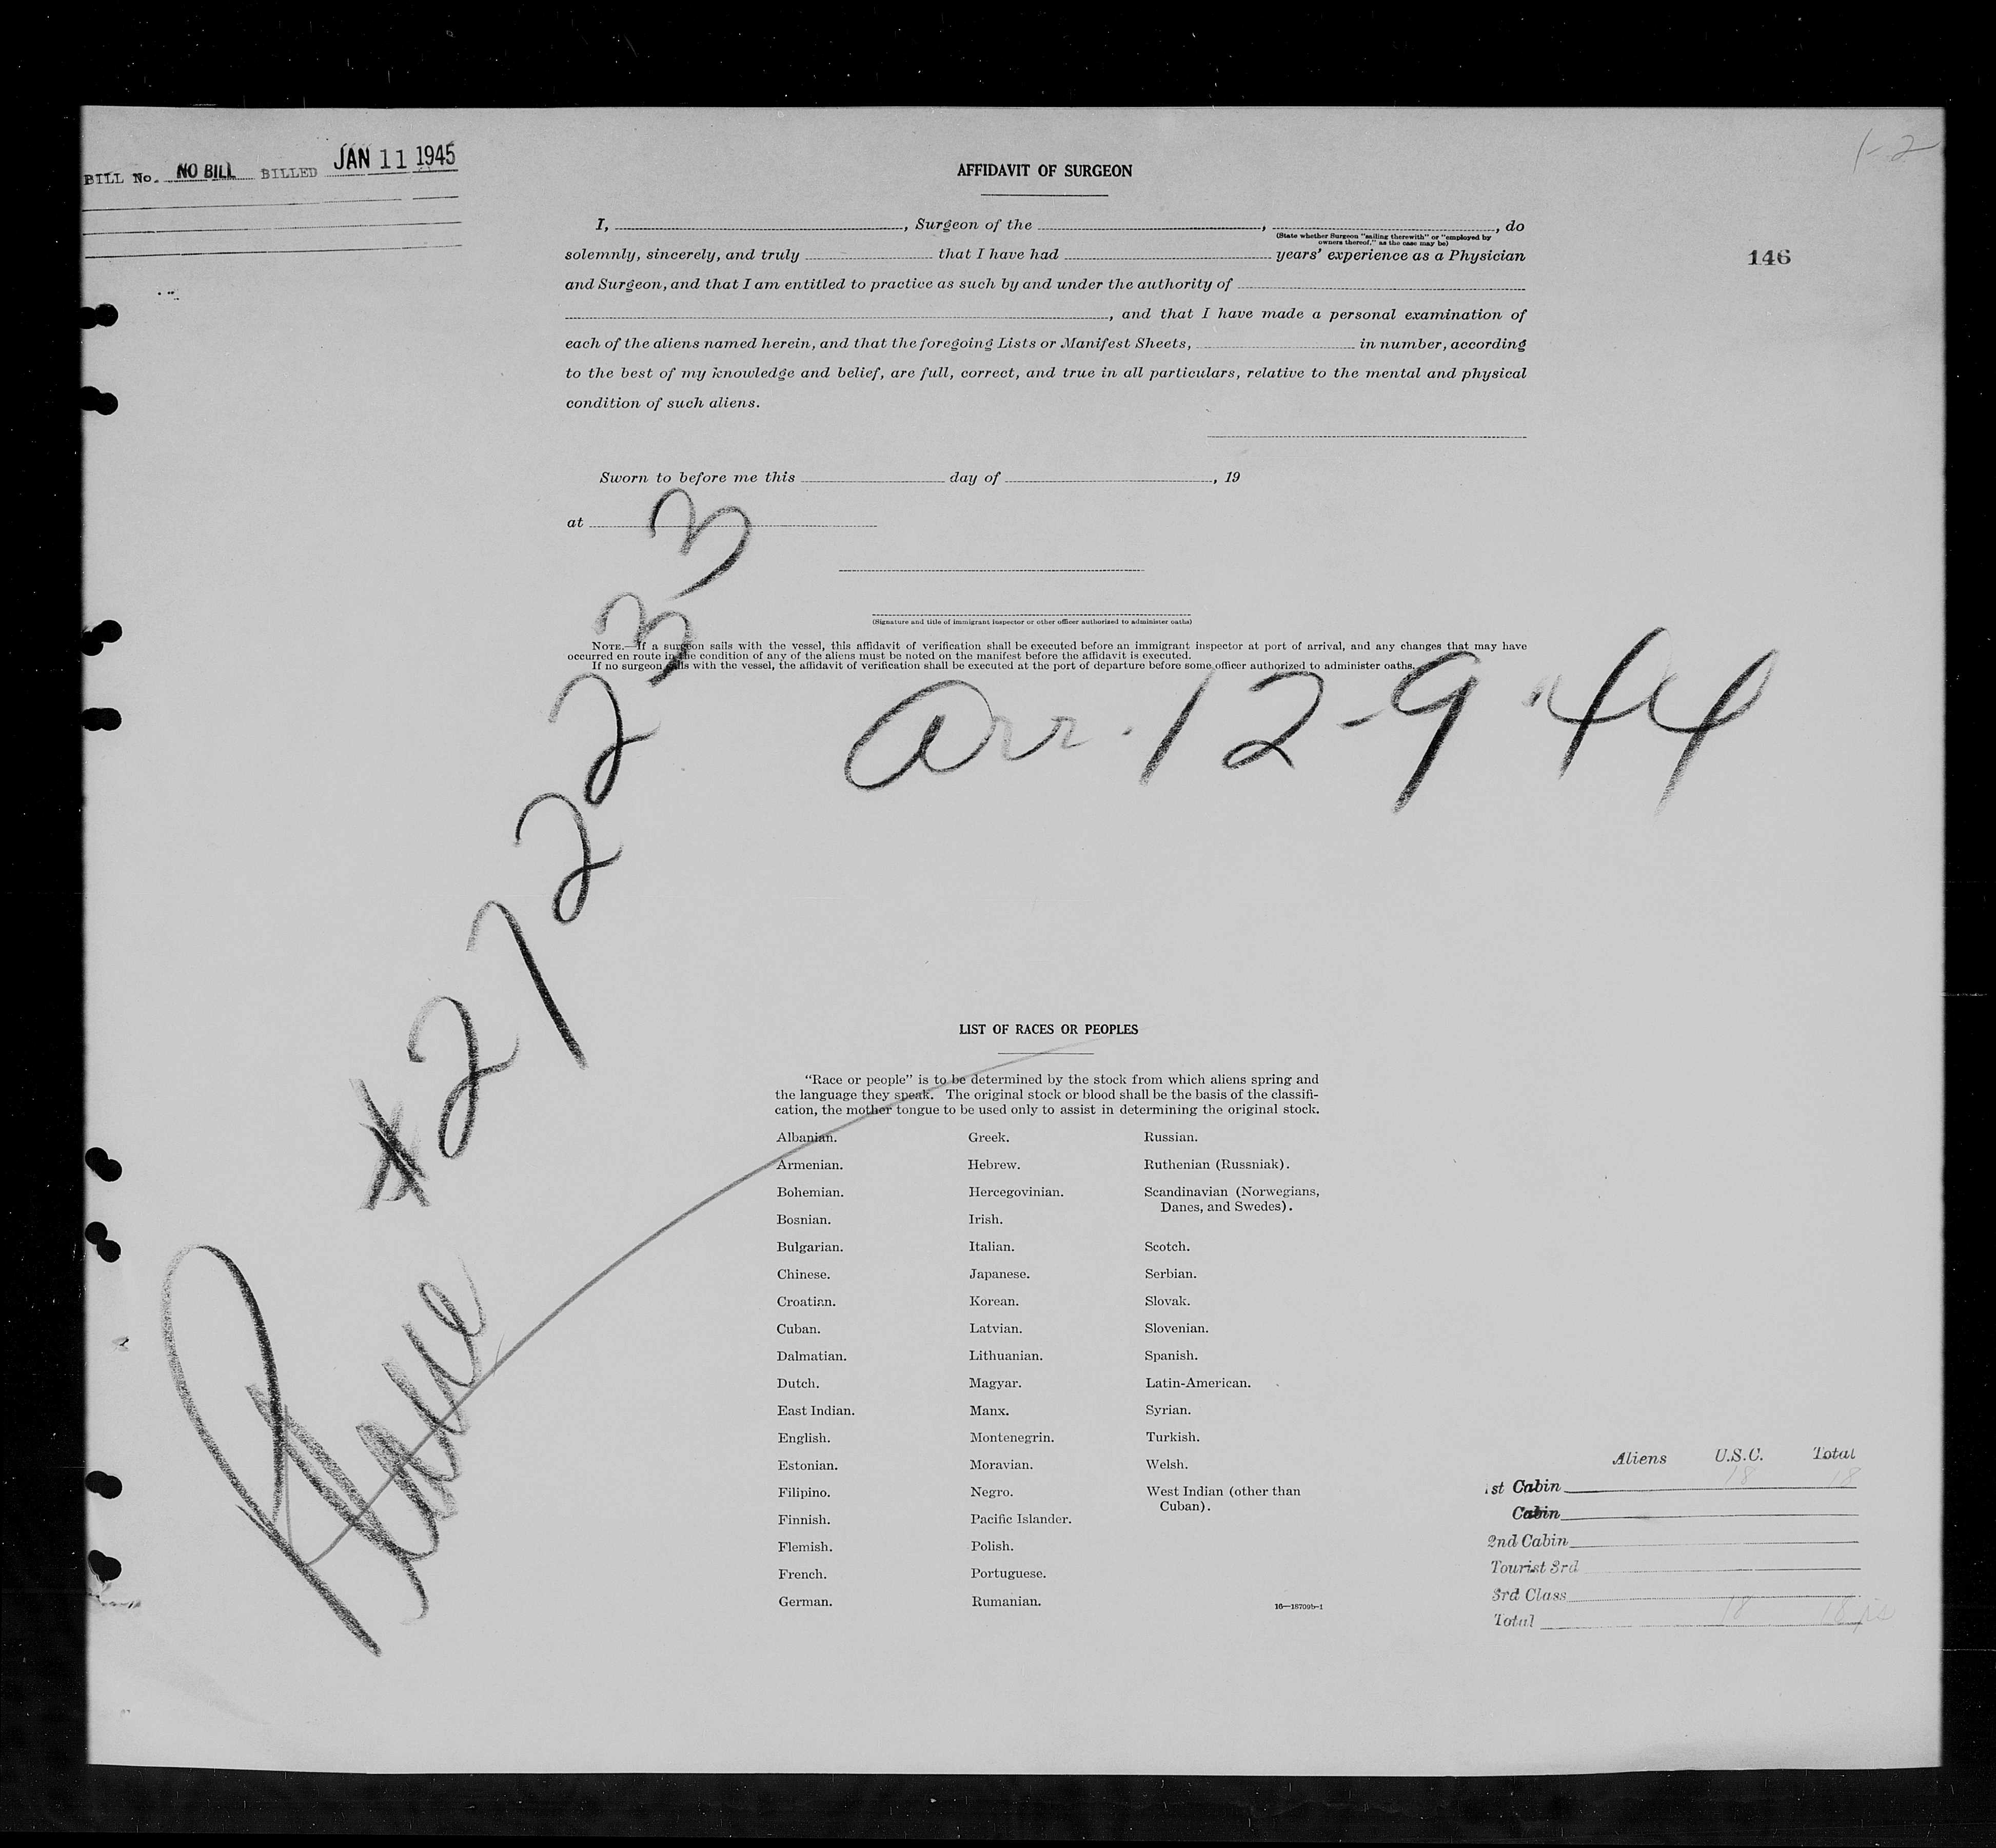 BILL No. NO BILL BILLED JAN 11 1945
1-2
AFFIDAVIT OF SURGEON
I, , Surgeon of the , , do
(State whether Surgeon "sailing therewith" or "employed by
owners thereof," as the case may be)
146
solemnly, sincerely, and truly that I have had years' experience as a Physician
and Surgeon, and that I am entitled to practice as such by and under the authority of
, and that I have made a personal examination of
each of the aliens named herein, and that the foregoing Lists or Manifest Sheets, in number, according
to the best of my knowledge and belief, are full, correct, and true in all particulars, relative to the mental and physical
condition of such aliens.
Sworn to before me this day of , 19
at
(Signature and title of immigrant inspector or other officer authorized to administer oaths)
NOTE.—If a surgeon sails with the vessel, this affidavit of verification shall be executed before an immigrant inspector at port of arrival, and any changes that may have
occurred en route in the condition of any of the aliens must be noted on the manifest before the affidavit is executed.
If no surgeon sails with the vessel, the affidavit of verification shall be executed at the port of departure before some officer authorized to administer oaths.
Arr. 12-9-44
Plane #2722233
LIST OF RACES OR PEOPLES
"Race or people" is to be determined by the stock from which aliens spring and
the language they speak. The original stock or blood shall be the basis of the classifi-
cation, the mother tongue to be used only to assist in determining the original stock.
Albanian.
Armenian.
Bohemian.
Bosnian.
Bulgarian.
Chinese.
Croatian.
Cuban.
Dalmatian.
Dutch.
East Indian.
English.
Estonian.
Filipino.
Finnish.
Flemish.
French.
German.
Greek.
Hebrew.
Hercegovinian.
Irish.
Italian.
Japanese.
Korean.
Latvian.
Lithuanian.
Magyar.
Manx.
Montenegrin.
Moravian.
Negro.
Pacific Islander.
Polish.
Portuguese.
Rumanian.
Russian.
Ruthenian (Russniak).
Scandinavian (Norwegians,
Danes, and Swedes).
Scotch.
Serbian.
Slovak.
Slovenian.
Spanish.
Latin-American.
Syrian.
Turkish.
Welsh.
West Indian (other than
Cuban).
16—18709b-1
Aliens U.S.C. Total
1st Cabin 18 18
Cabin
2nd Cabin
Tourist 3rd
3rd Class
Total 18 18